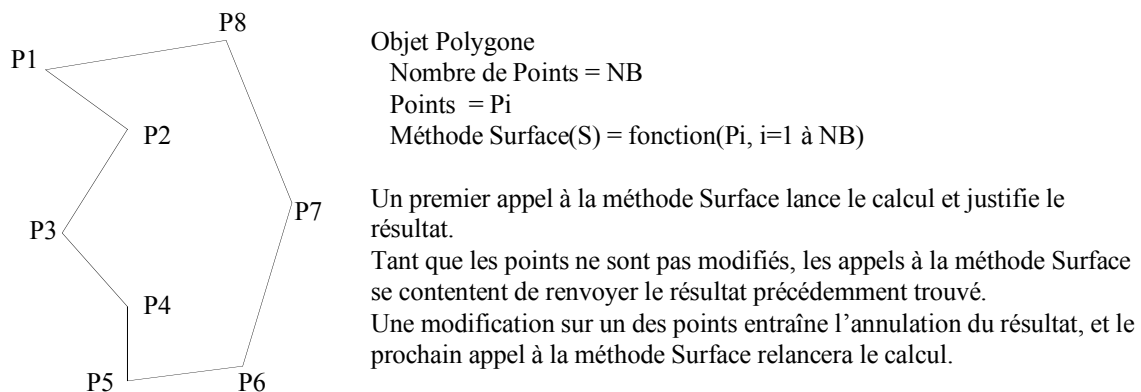 P8
P1
P2
P7
P3
P4
P5
P6
Objet Polygone
Nombre de Points = NB
Points = Pi
Méthode Surface(S) = fonction(Pi, i=1 à NB)
Un premier appel à la méthode Surface lance le calcul et justifie le
résultat.
Tant que les points ne sont pas modifiés, les appels à la méthode Surface
se contentent de renvoyer le résultat précédemment trouvé.
Une modification sur un des points entraîne l’annulation du résultat, et le
prochain appel à la méthode Surface relancera le calcul.